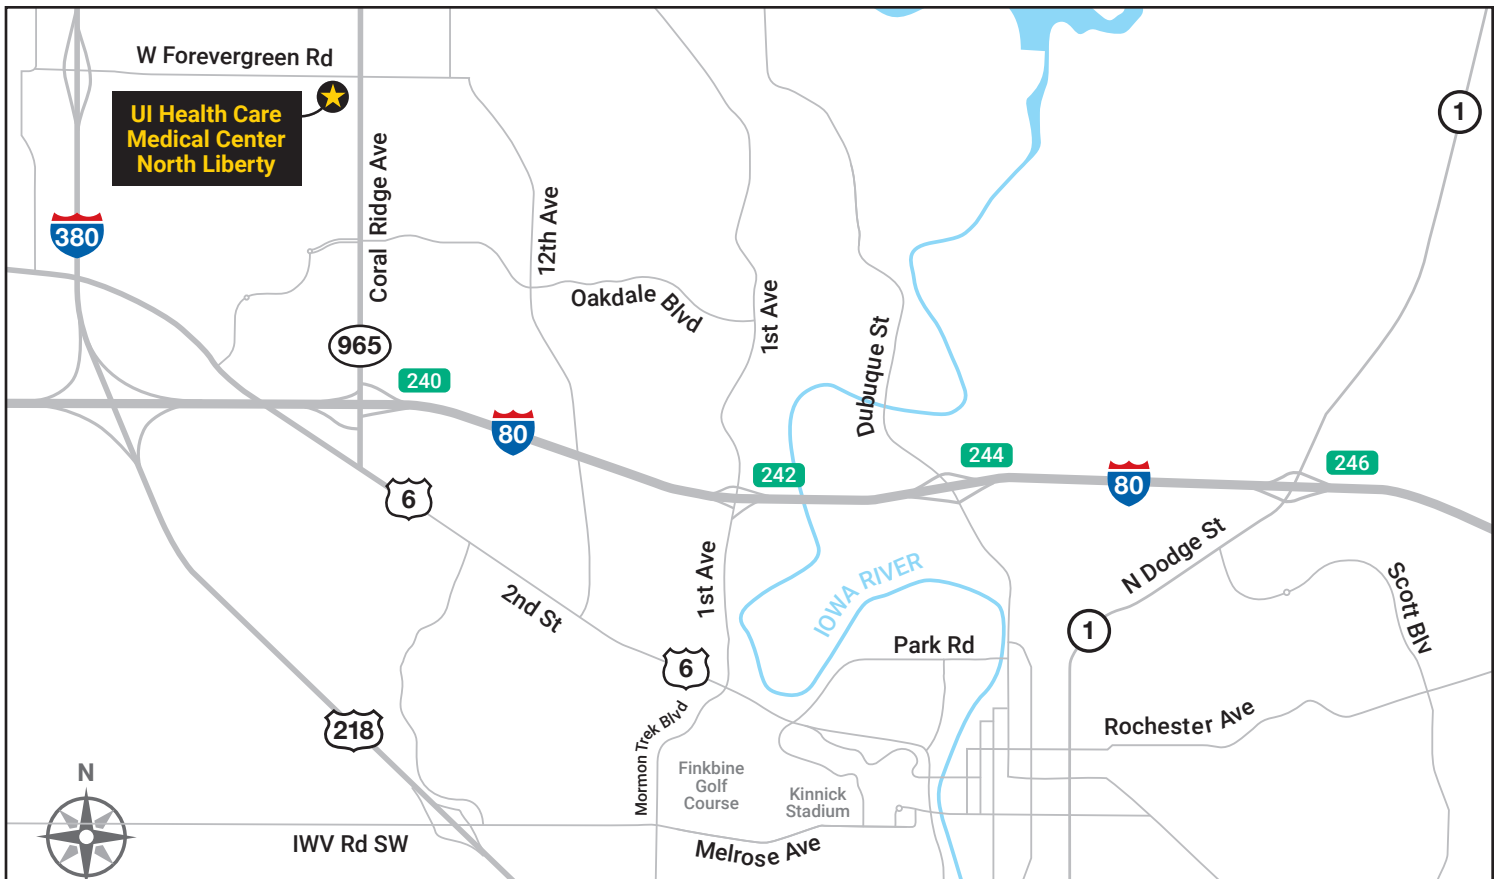 W Forevergreen Rd
UI Health Care
Medical Center
North Liberty
1
Coral Ridge Ave
380
12th Ave
Oakdale Blvd
1st Ave
Dubuque St
965
240
80
242
244
80
246
6
N Dodge St
IOWA RIVER
1st Ave
2nd St
Scott Blv
1
Park Rd
6
218
Mormon Trek Blvd
Rochester Ave
Finkbine
Golf
Course
Kinnick
Stadium
N
IWV Rd SW
Melrose Ave